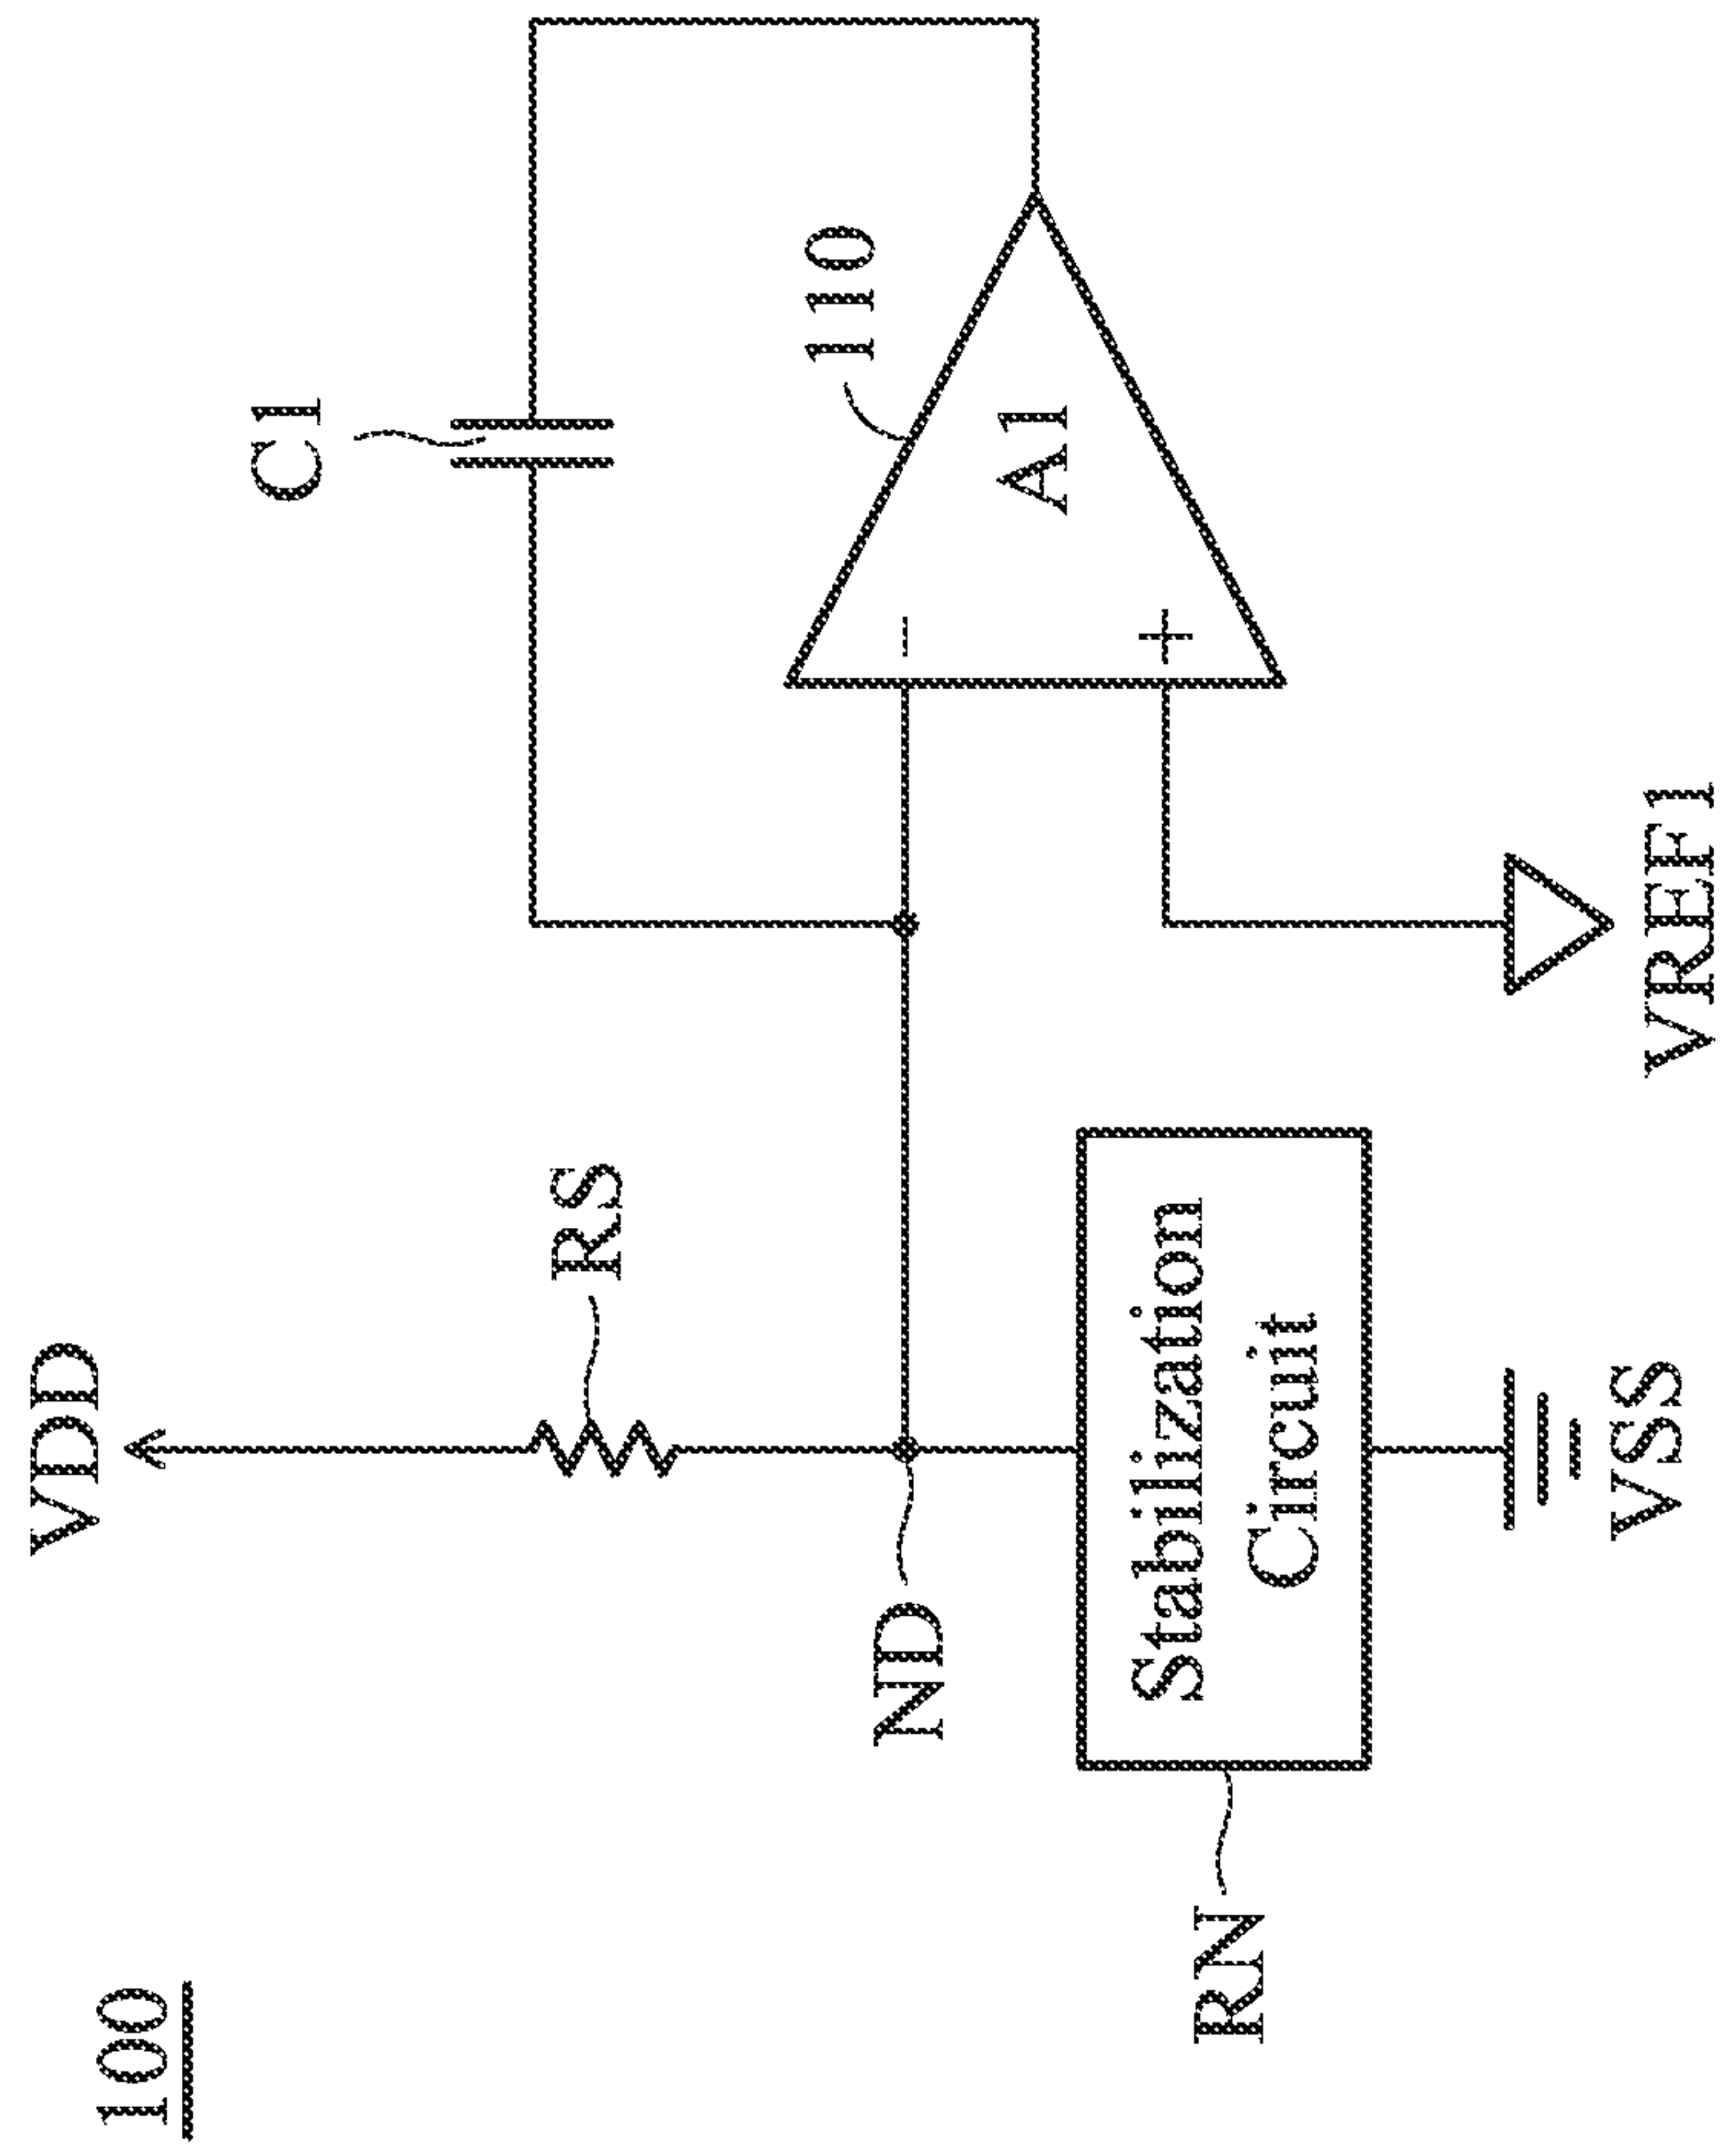 100
VDD
RS
C1
ND
110
A1
−
+
RN
Stabilization
Circuit
VSS
VREF1